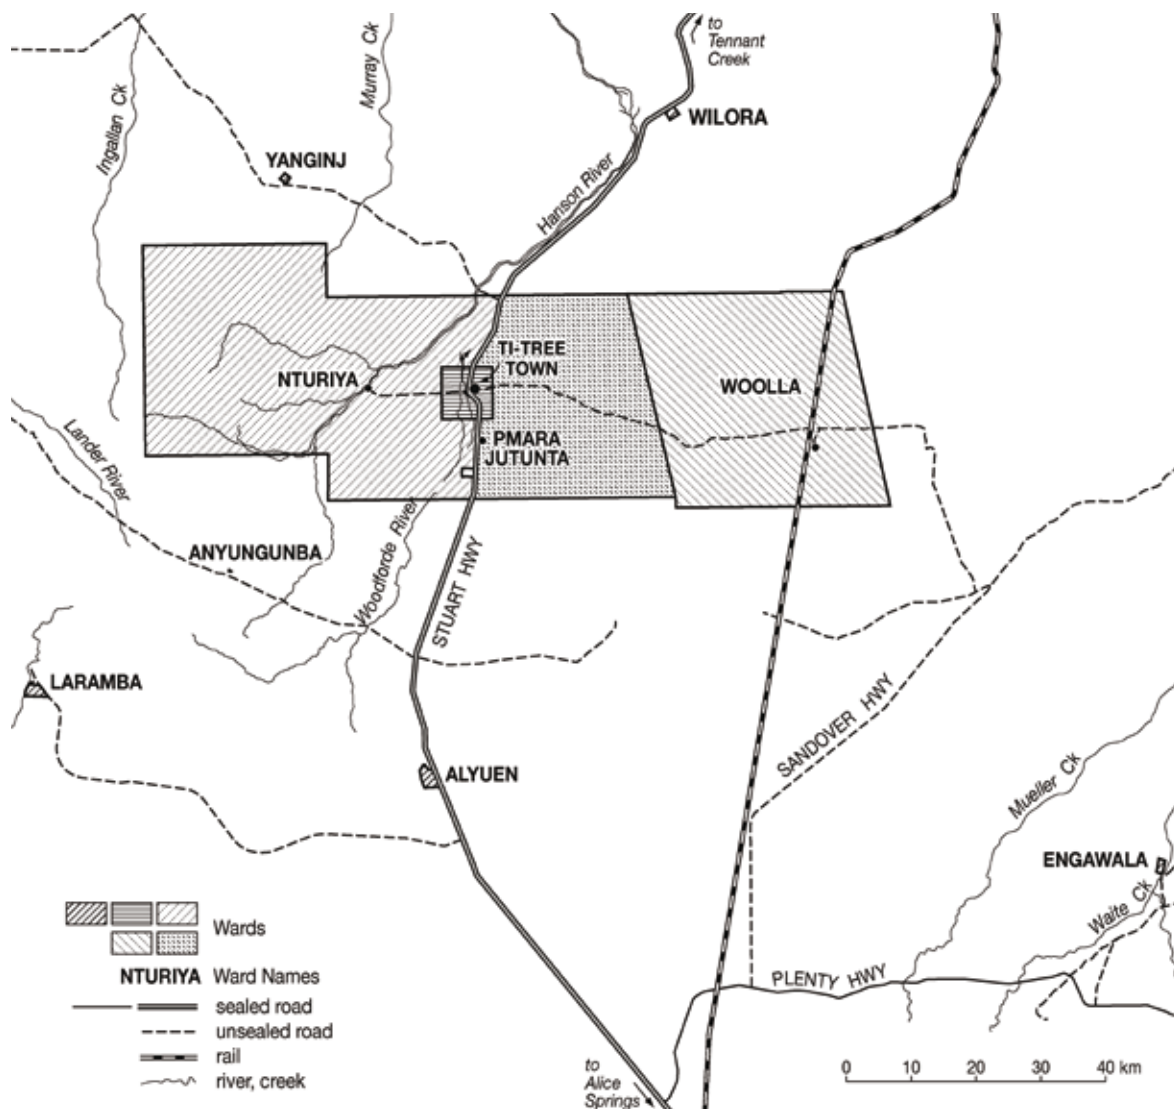 to
Tennant
Creek
Murray Ck
Ingallan Ck
WILORA
YANGINJ
Hanson River
TI-TREE
TOWN
NTURIYA
WOOLLA
PMARA
JUTUNTA
Lander River
Woodforde River
ANYUNGUNBA
STUART HWY
LARAMBA
SANDOVER HWY
ALYUEN
Mueller Ck
ENGAWALA
Waite Ck
PLENTY HWY
Wards
NTURIYA Ward Names
sealed road
unsealed road
rail
river, creek
to
Alice
Springs
0 10 20 30 40 km